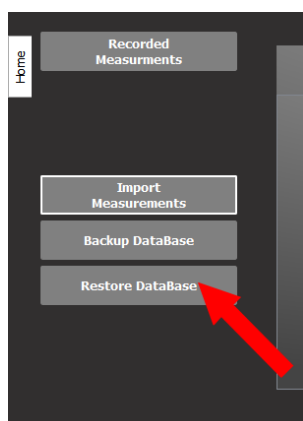 Home
Recorded
Measurments
Import
Measurements
Backup DataBase
Restore DataBase